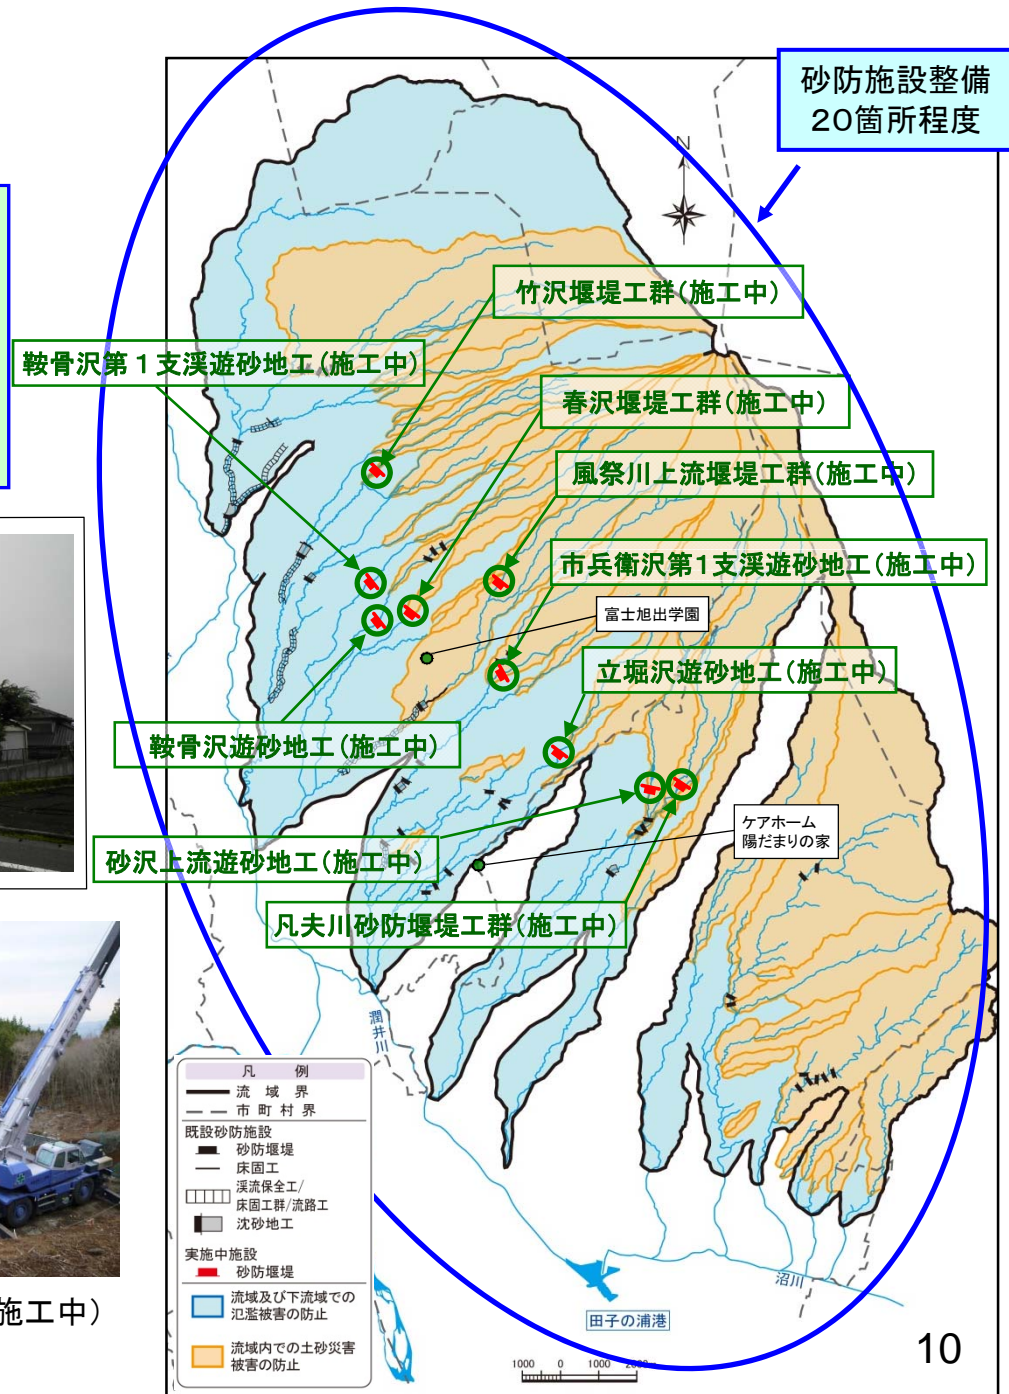 砂防施設整備
20箇所程度
N
竹沢堰堤工群(施工中)
鞍骨沢第1支渓遊砂地工(施工中)
春沢堰堤工群(施工中)
風祭川上流堰堤工群(施工中)
市兵衛沢第1支渓遊砂地工(施工中)
富士旭出学園
立堀沢遊砂地工(施工中)
鞍骨沢遊砂地工(施工中)
ケアホーム
陽だまりの家
砂沢上流遊砂地工(施工中)
凡夫川砂防堰堤工群(施工中)
潤井川
凡 例
流 域 界
市 町 村 界
既設砂防施設
砂防堰堤
床固工
渓流保全工/
床固工群/流路工
沈砂地工
実施中施設
砂防堰堤
流域及び下流域での
氾濫被害の防止
流域内での土砂災害
被害の防止
沼川
田子の浦港
1000 0 1000 2000m
施工中)
10